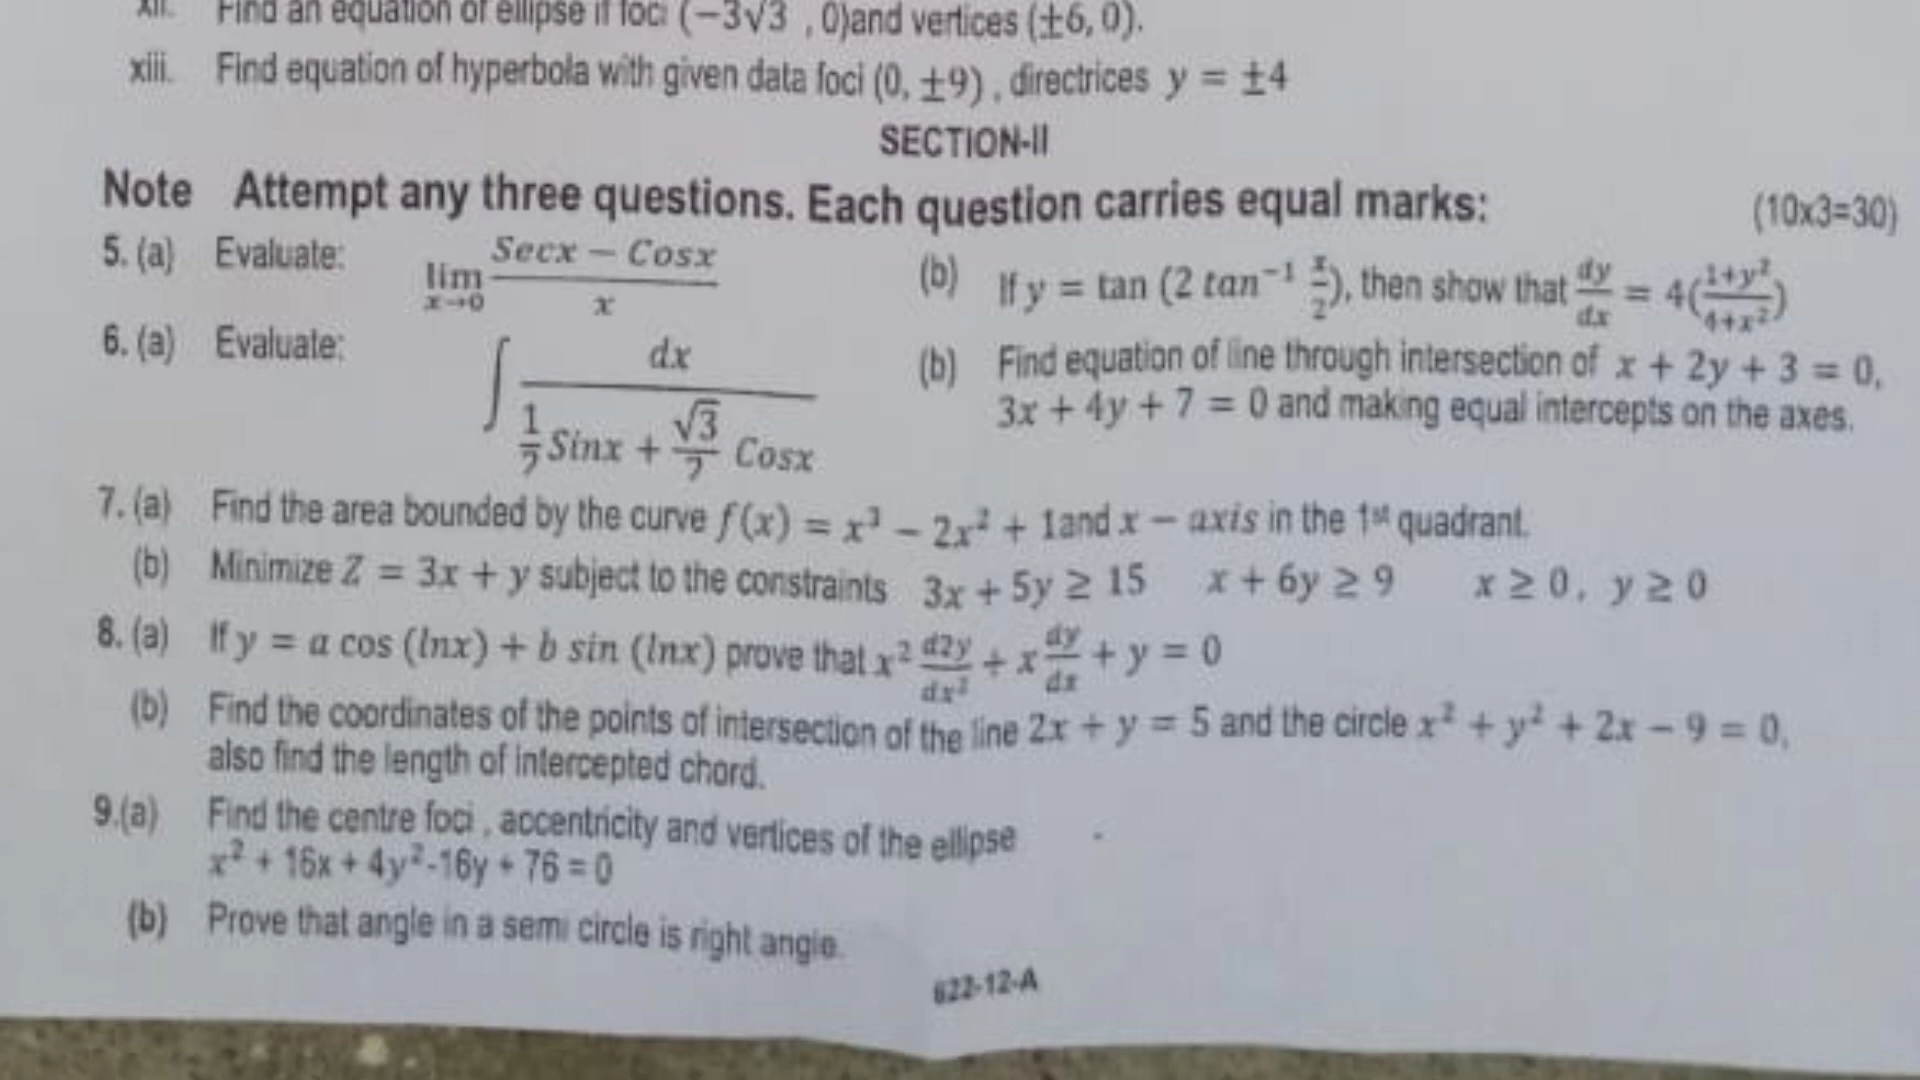 xii. Find an equation of ellipse if foci (−3√3 , 0)and vertices (±6, 0).
xiii. Find equation of hyperbola with given data foci (0, ±9) , directrices y = ±4
SECTION-II
Note Attempt any three questions. Each question carries equal marks: (10x3=30)
5. (a) Evaluate: lim x→0 (Secx − Cosx)/x (b) If y = tan (2 tan⁻¹ x/2), then show that dy/dx = 4((1+y²)/(4+x²))
6. (a) Evaluate: ∫ dx/(1/2 Sinx + √3/2 Cosx) (b) Find equation of line through intersection of x + 2y + 3 = 0,
3x + 4y + 7 = 0 and making equal intercepts on the axes.
7. (a) Find the area bounded by the curve f(x) = x³ − 2x² + 1and x − axis in the 1st quadrant.
(b) Minimize Z = 3x + y subject to the constraints 3x + 5y ≥ 15 x + 6y ≥ 9 x ≥ 0, y ≥ 0
8. (a) If y = a cos (lnx) + b sin (lnx) prove that x² d2y/dx² + x dy/dx + y = 0
(b) Find the coordinates of the points of intersection of the line 2x + y = 5 and the circle x² + y² + 2x − 9 = 0,
also find the length of intercepted chord.
9.(a) Find the centre foci , accentricity and vertices of the ellipse
x² + 16x + 4y²-16y + 76 = 0
(b) Prove that angle in a semi circle is right angle.
622-12-A